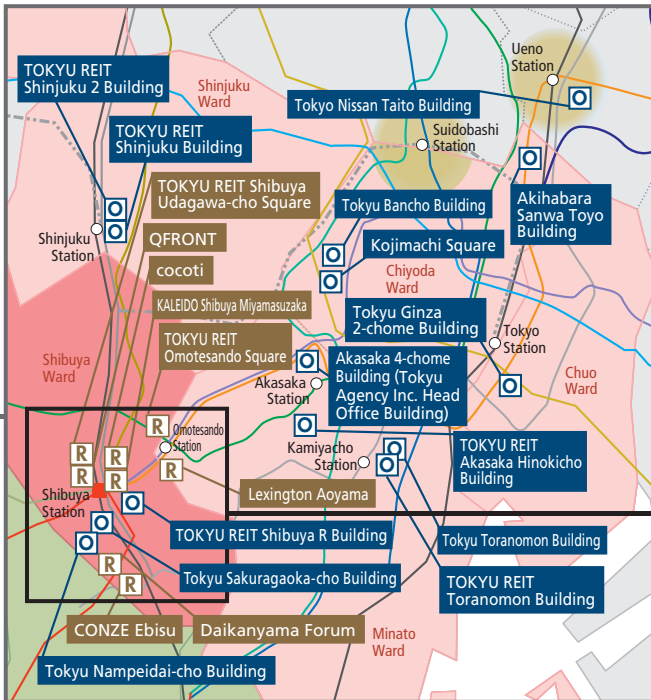 Ueno
Station
TOKYU REIT
Shinjuku 2 Building
Shinjuku
Ward
Tokyo Nissan Taito Building
O
TOKYU REIT
Shinjuku Building
Suidobashi
Station
O
TOKYU REIT Shibuya
Udagawa-cho Square
Tokyu Bancho Building
Akihabara
Sanwa Toyo
Building
O
O
Shinjuku
Station
QFRONT
O
Kojimachi Square
cocoti
O
Chiyoda
Ward
KALEIDO Shibuya Miyamasuzaka
Tokyu Ginza
2-chome Building
TOKYU REIT
Omotesando Square
Tokyo
Station
Shibuya
Ward
O
Akasaka 4-chome
Building (Tokyu
Agency Inc. Head
Office Building)
Akasaka
Station
O
Chuo
Ward
R
Omotesando
Station
O
Kamiyacho
Station
O
O
TOKYU REIT
Akasaka Hinokicho
Building
R
R
R
R
R
Lexington Aoyama
Shibuya
Station
O
TOKYU REIT Shibuya R Building
Tokyu Toranomon Building
O
O
Tokyu Sakuragaoka-cho Building
TOKYU REIT
Toranomon Building
R
R
CONZE Ebisu
Daikanyama Forum
Minato
Ward
Tokyu Nampeidai-cho Building